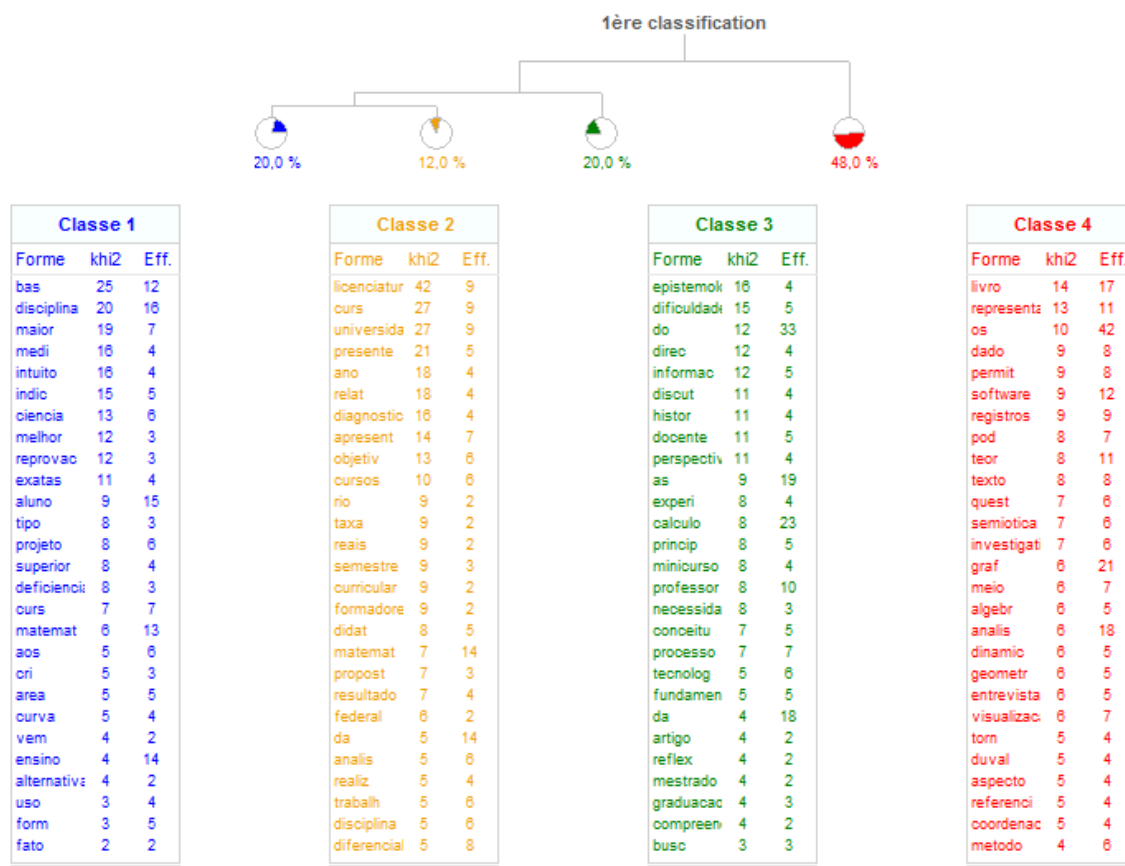 1ère classification
20,0 %
12,0 %
20,0 %
48,0 %
Classe 1
Forme khi2 Eff.
bas 25 12
disciplina 20 16
maior 19 7
medi 16 4
intuito 16 4
indic 15 5
ciencia 13 6
melhor 12 3
reprovac 12 3
exatas 11 4
aluno 9 15
tipo 8 3
projeto 8 6
superior 8 4
deficienci 8 3
curs 7 7
matemat 6 13
aos 5 6
cri 5 3
area 5 5
curva 5 4
vem 4 2
ensino 4 14
alternativa 4 2
uso 3 4
form 3 5
fato 2 2
Classe 2
Forme khi2 Eff.
licenciatur 42 9
curs 27 9
universida 27 9
presente 21 5
ano 18 4
relat 18 4
diagnostic 16 4
apresent 14 7
objetiv 13 6
cursos 10 6
rio 9 2
taxa 9 2
reais 9 2
semestre 9 3
curricular 9 2
formadore 9 2
didat 8 5
matemat 7 14
propost 7 3
resultado 7 4
federal 6 2
da 5 14
analis 5 6
realiz 5 4
trabalh 5 6
disciplina 5 6
diferencial 5 8
Classe 3
Forme khi2 Eff.
epistemol 16 4
dificuldad 15 5
do 12 33
direc 12 4
informac 12 5
discut 11 4
histor 11 4
docente 11 5
perspectiv 11 4
as 9 19
experi 8 4
calculo 8 23
princip 8 5
minicurso 8 4
professor 8 10
necessida 8 3
conceitu 7 5
processo 7 7
tecnolog 5 6
fundamen 5 5
da 4 18
artigo 4 2
reflex 4 2
mestrado 4 2
graduacao 4 3
compreen 4 2
busc 3 3
Classe 4
Forme khi2 Eff.
livro 14 17
representa 13 11
os 10 42
dado 9 8
permit 9 8
software 9 12
registros 9 9
pod 8 7
teor 8 11
texto 8 8
quest 7 6
semiotica 7 6
investigati 7 6
graf 6 21
meio 6 7
algebr 6 5
analis 6 18
dinamic 6 5
geometr 6 5
entrevista 6 5
visualizac 6 7
torn 5 4
duval 5 4
aspecto 5 4
referenci 5 4
coordenac 5 4
metodo 4 6